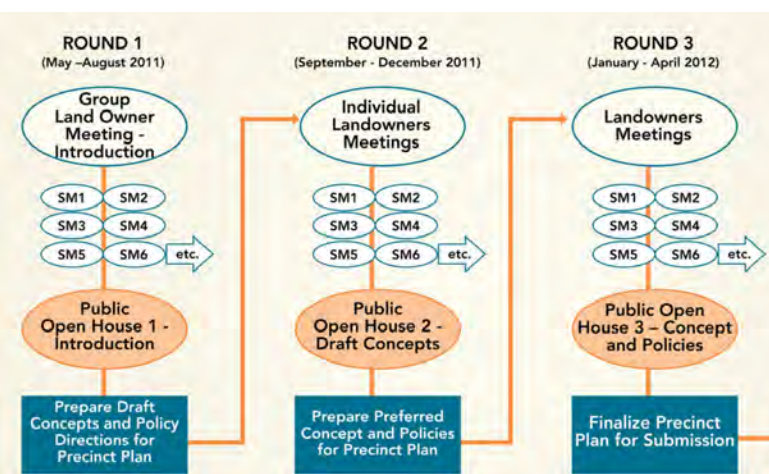 ROUND 1
(May –August 2011)
Group
Land Owner
Meeting -
Introduction
SM1 SM2
SM3 SM4
SM5 SM6 etc.
Public
Open House 1 -
Introduction
Prepare Draft
Concepts and Policy
Directions for
Precinct Plan
ROUND 2
(September - December 2011)
Individual
Landowners
Meetings
SM1 SM2
SM3 SM4
SM5 SM6 etc.
Public
Open House 2 -
Draft Concepts
Prepare Preferred
Concept and Policies
for Precinct Plan
ROUND 3
(January - April 2012)
Landowners
Meetings
SM1 SM2
SM3 SM4
SM5 SM6 etc.
Public Open
House 3 – Concept
and Policies
Finalize Precinct
Plan for Submission